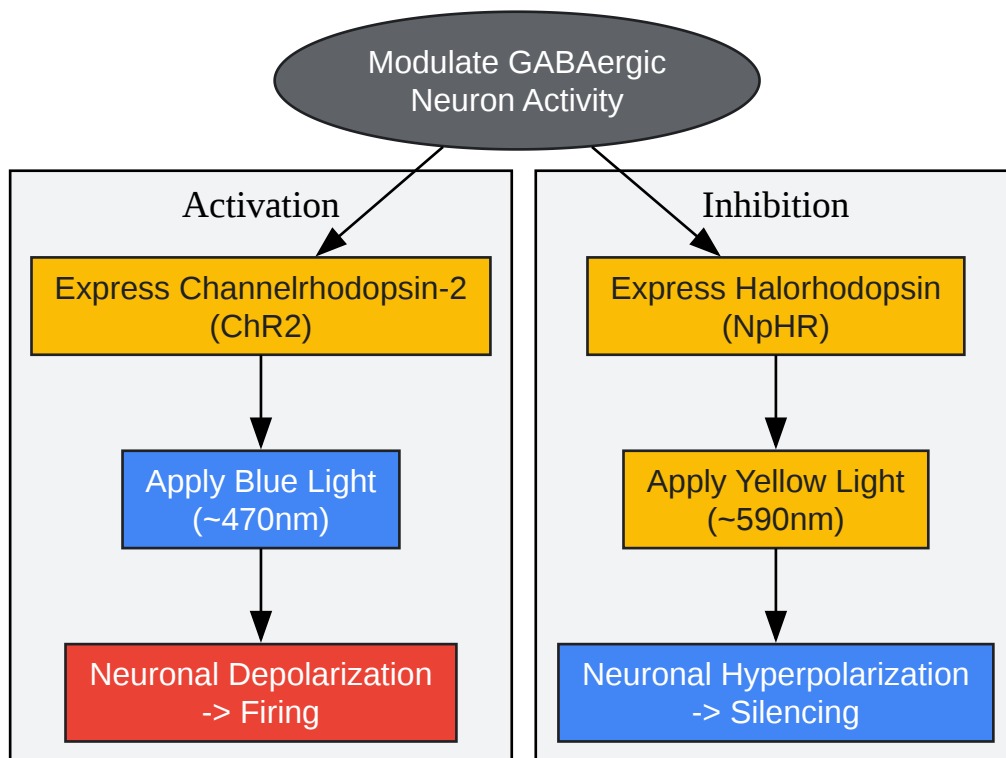 Modulate GABAergic
Neuron Activity
Activation
Express Channelrhodopsin-2
(ChR2)
Apply Blue Light
(~470nm)
Neuronal Depolarization
-> Firing
Inhibition
Express Halorhodopsin
(NpHR)
Apply Yellow Light
(~590nm)
Neuronal Hyperpolarization
-> Silencing